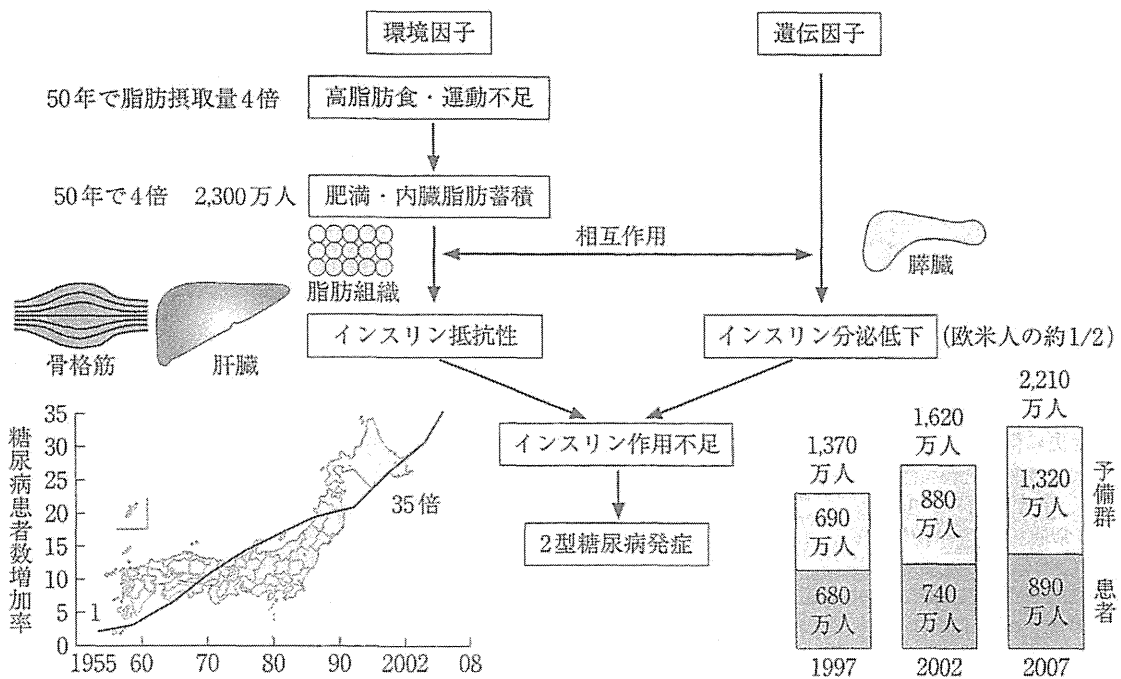 環境因子
遺伝因子
50年で脂肪摂取量4倍
高脂肪食・運動不足
50年で4倍 2,300万人
肥満・内臓脂肪蓄積
相互作用
膵臓
脂肪組織
骨格筋
肝臓
インスリン抵抗性
インスリン分泌低下
(欧米人の約1/2)
インスリン作用不足
2型糖尿病発症
糖尿病患者数増加率
35
30
25
20
15
10
5
0
1
35倍
1955 60 70 80 90 2002 08
1,370
万人
690
万人
680
万人
1997
1,620
万人
880
万人
740
万人
2002
2,210
万人
1,320
万人
890
万人
2007
予備群
患者